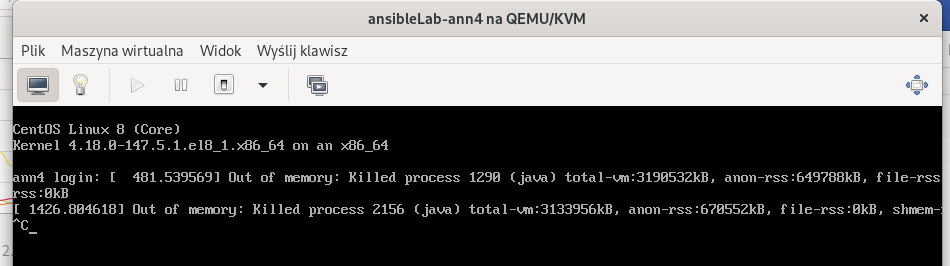 ansibleLab-ann4 na QEMU/KVM
Plik Maszyna wirtualna Widok Wyślij klawisz
CentOS Linux 8 (Core)
Kernel 4.18.0-147.5.1.el8_1.x86_64 on an x86_64
ann4 login: [  481.539569] Out of memory: Killed process 1290 (java) total-vm:3190532kB, anon-rss:649788kB, file-rss
rss:0kB
[ 1426.804618] Out of memory: Killed process 2156 (java) total-vm:3133956kB, anon-rss:670552kB, file-rss:0kB, shmem-
^C_
2.